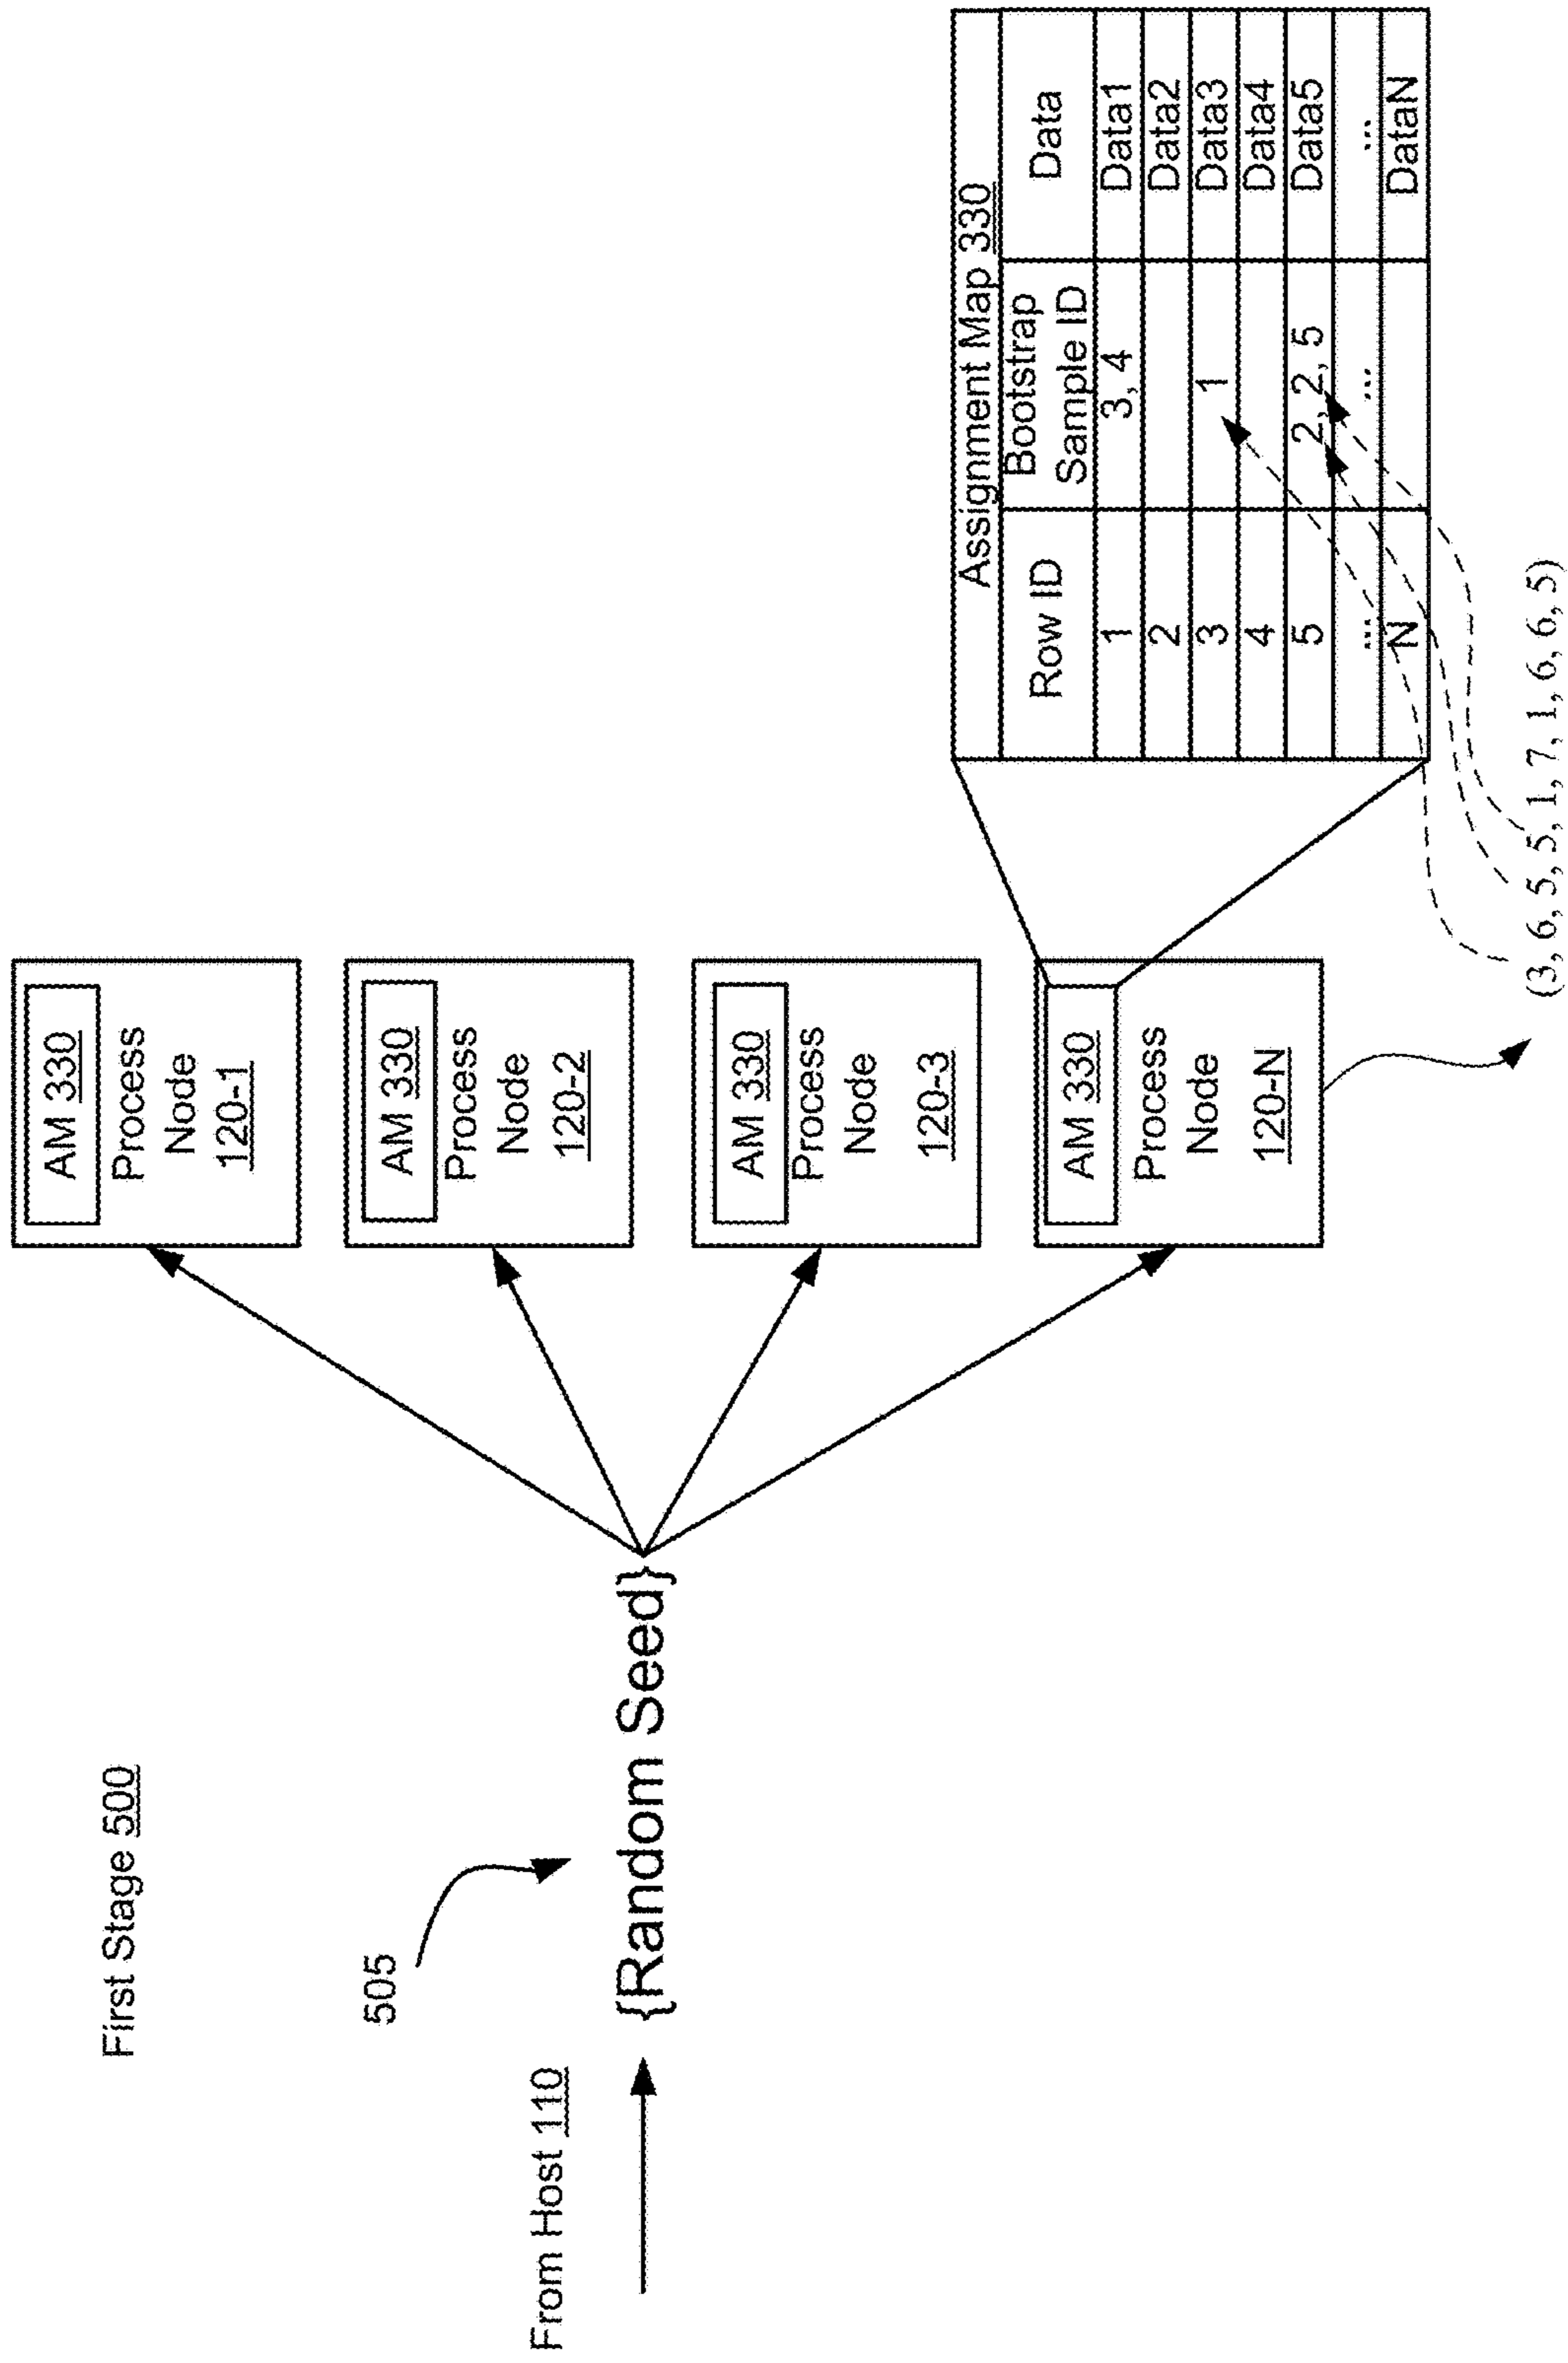 First Stage 500
505
From Host 110
{Random Seed}
AM 330
Process
Node
120-1
AM 330
Process
Node
120-2
AM 330
Process
Node
120-3
AM 330
Process
Node
120-N
Assignment Map 330
Row ID
Bootstrap
Sample ID
Data
1
3, 4
Data1
2
Data2
3
1
Data3
4
Data4
5
2, 2, 5
Data5
...
...
...
N
DataN
(3, 6, 5, 5, 1, 7, 1, 6, 6, 5)